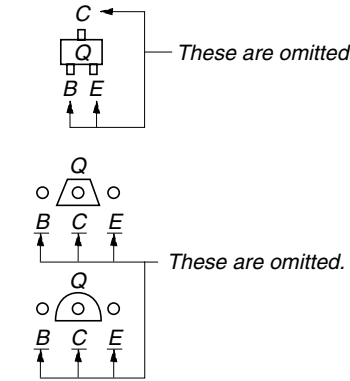 C
Q These are omitted
B E
Q
B C E
These are omitted.
Q
B C E